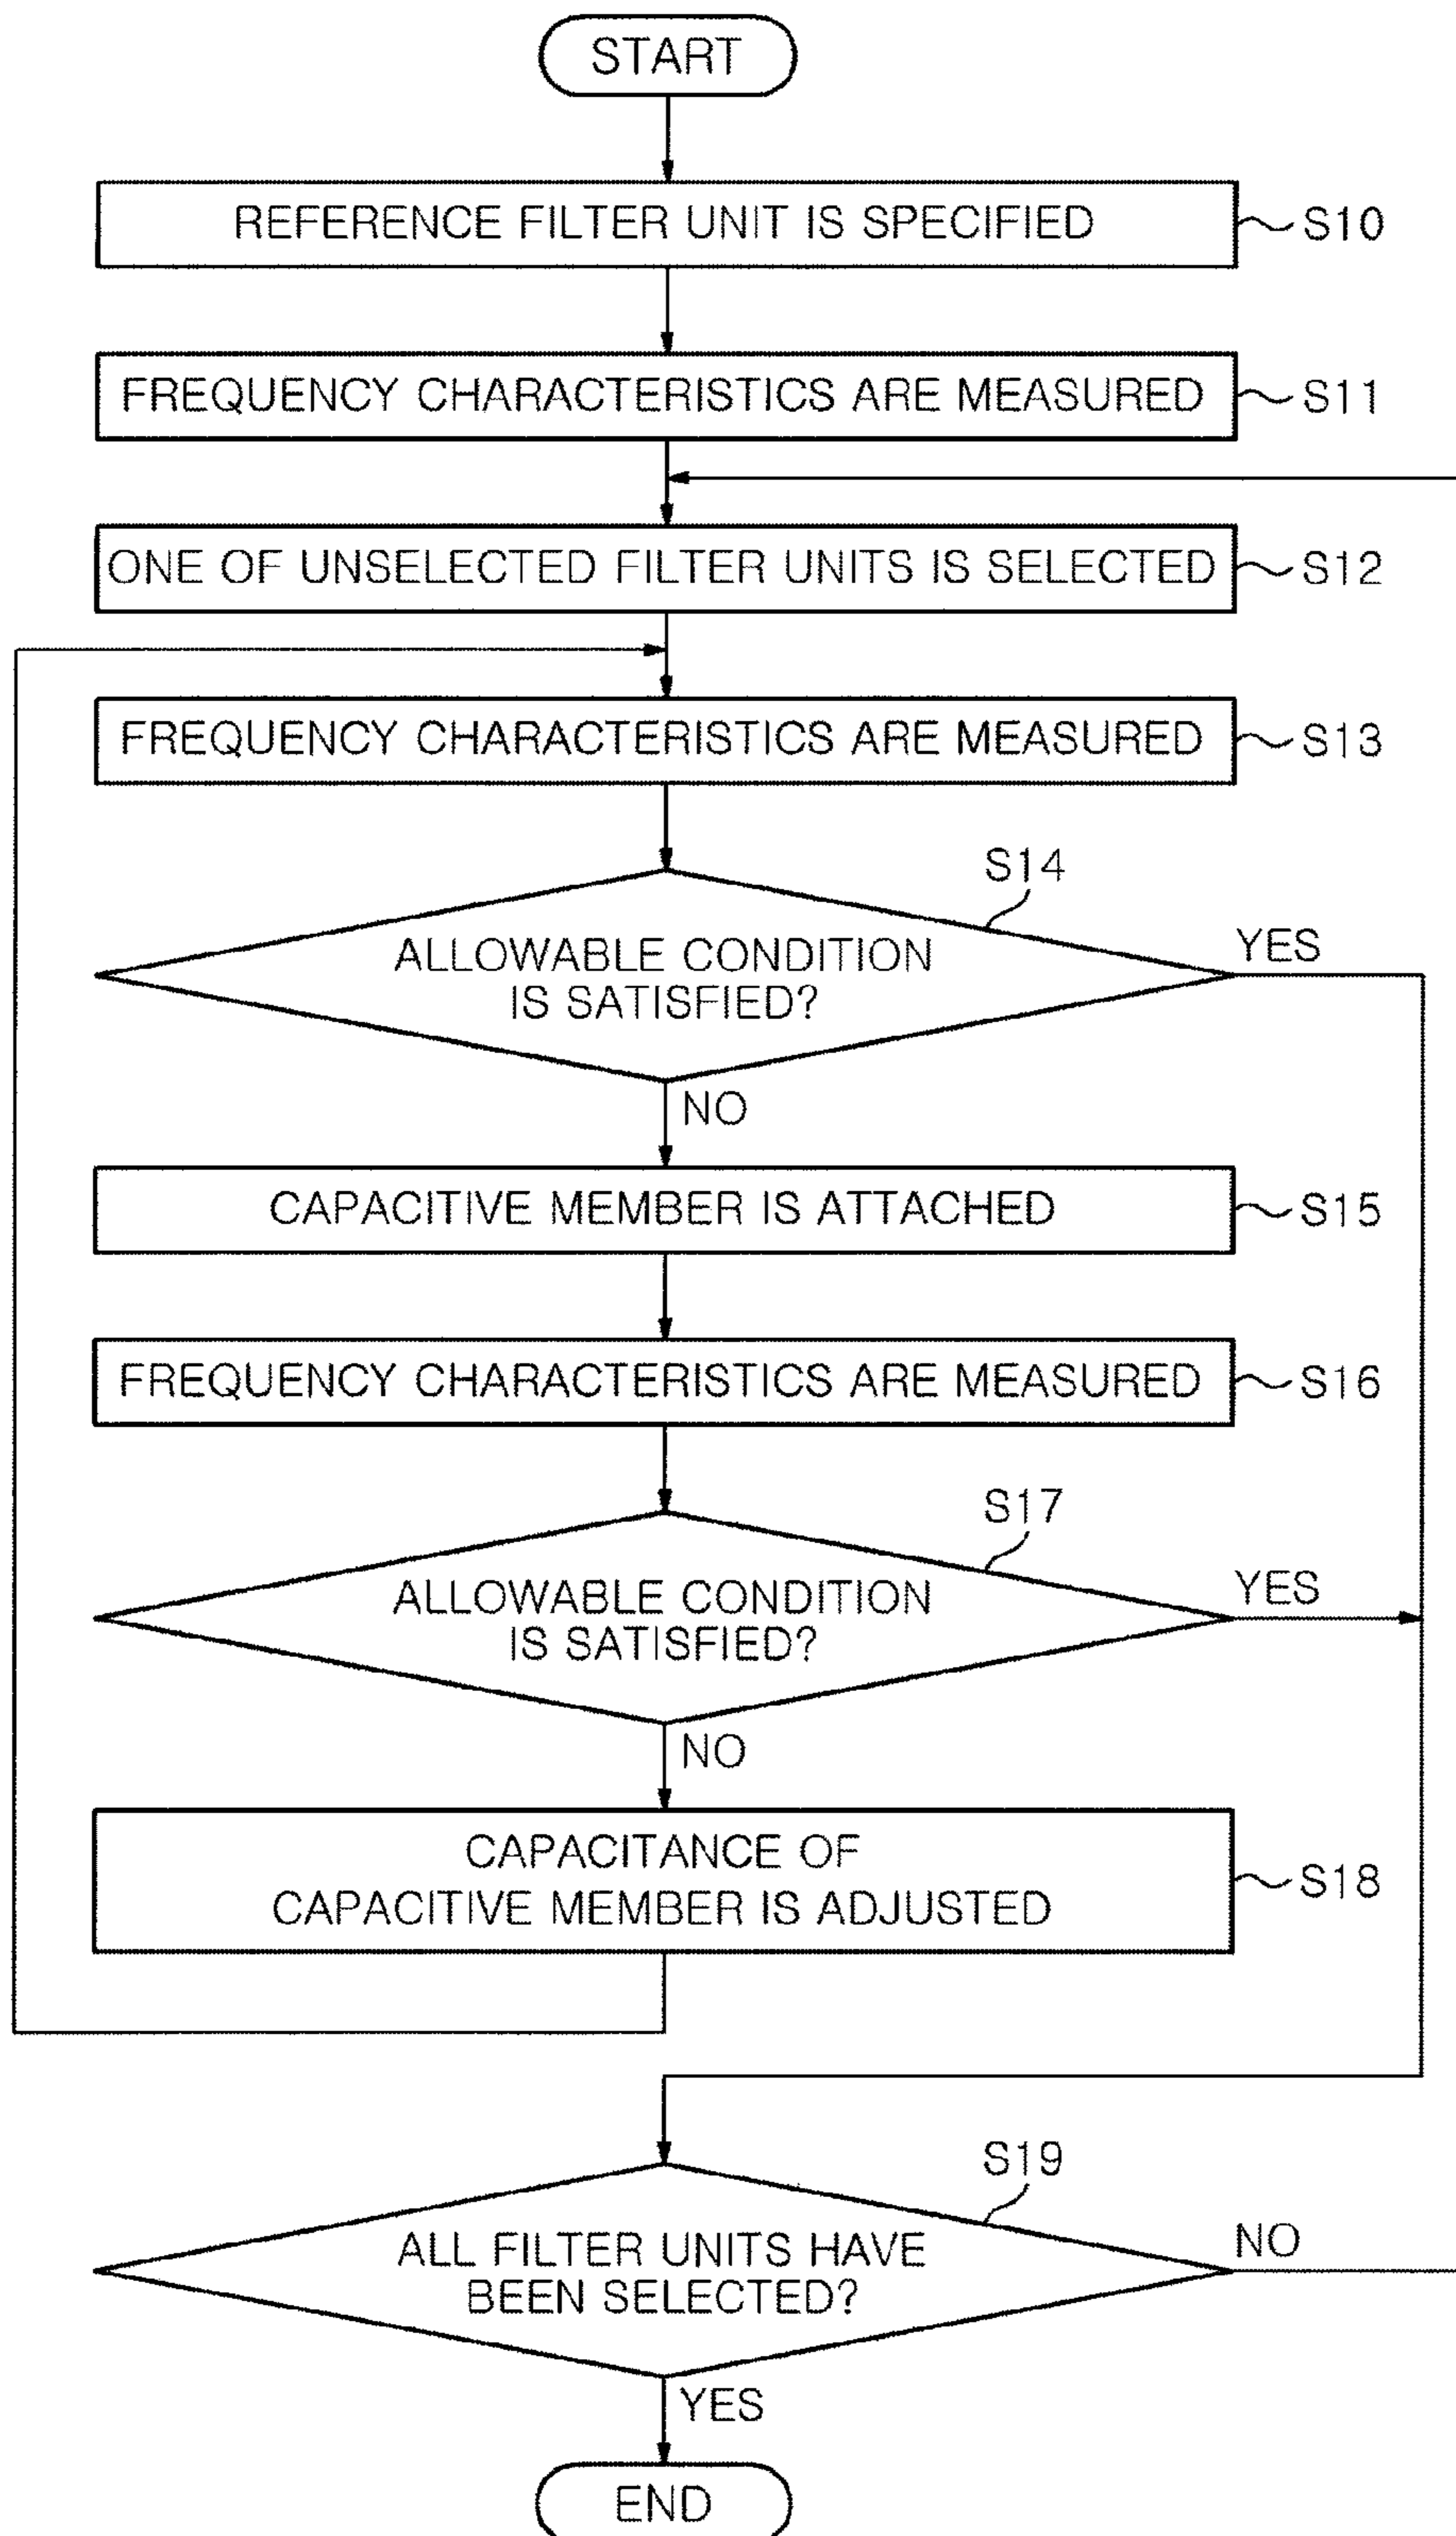 START
REFERENCE FILTER UNIT IS SPECIFIED
S10
FREQUENCY CHARACTERISTICS ARE MEASURED
S11
ONE OF UNSELECTED FILTER UNITS IS SELECTED
S12
FREQUENCY CHARACTERISTICS ARE MEASURED
S13
S14
ALLOWABLE CONDITION
IS SATISFIED?
YES
NO
CAPACITIVE MEMBER IS ATTACHED
S15
FREQUENCY CHARACTERISTICS ARE MEASURED
S16
S17
ALLOWABLE CONDITION
IS SATISFIED?
YES
NO
CAPACITANCE OF
CAPACITIVE MEMBER IS ADJUSTED
S18
S19
ALL FILTER UNITS HAVE
BEEN SELECTED?
NO
YES
END